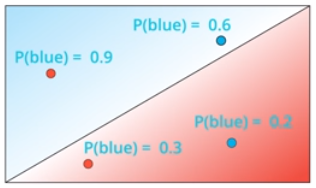 P(blue) = 0.6
P(blue) = 0.9
P(blue) = 0.2
P(blue) = 0.3